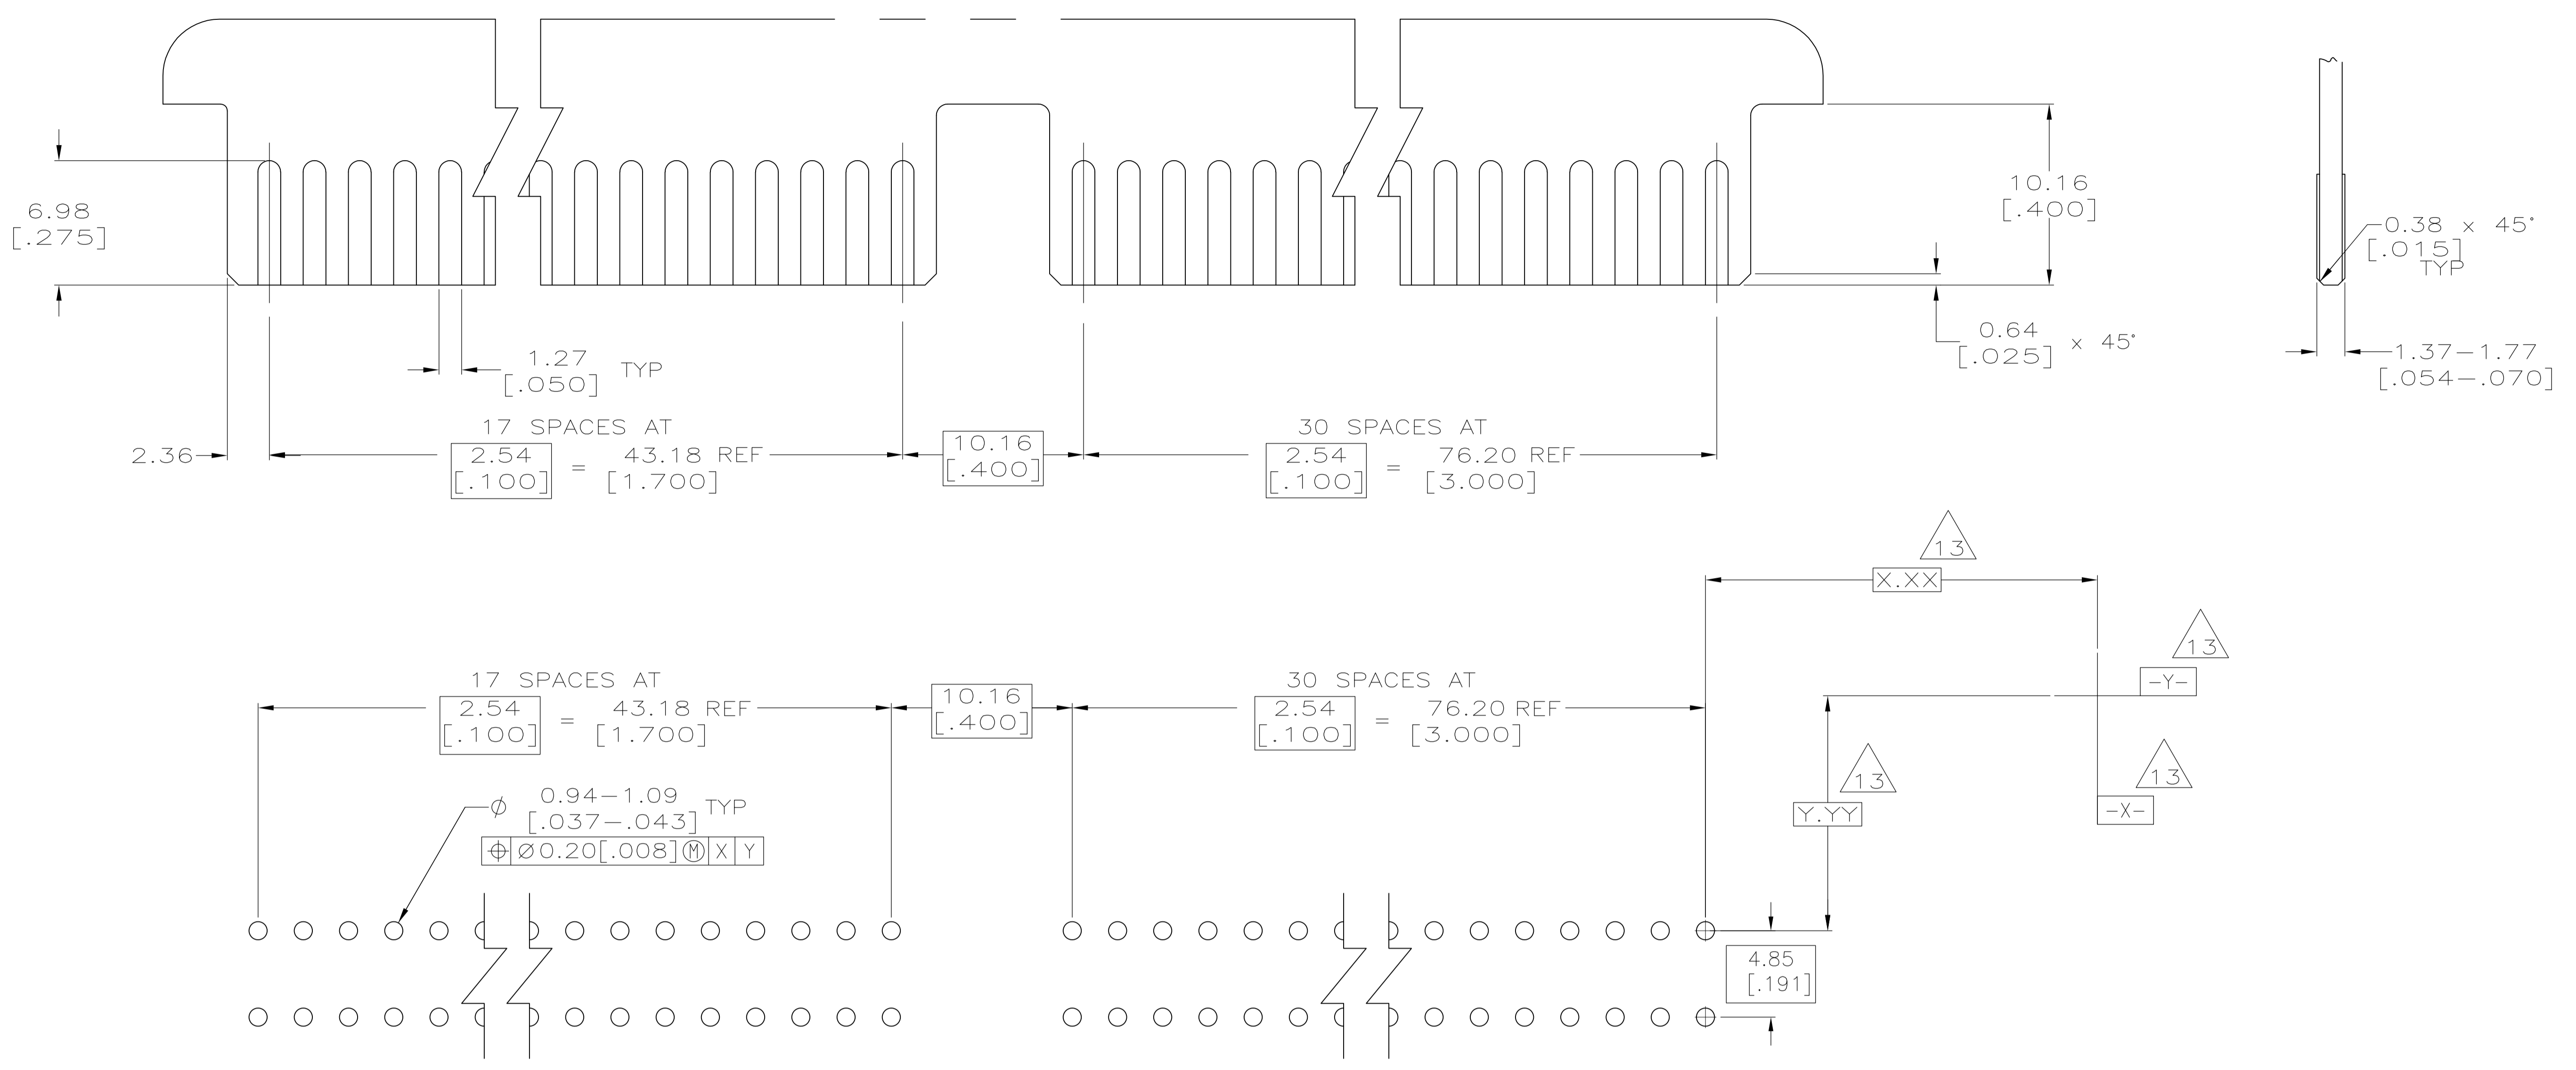 6.98
[.275]
10.16
[.400]
0.38 x 45°
[.015]
TYP
0.64
[.025] x 45°
1.37-1.77
[.054-.070]
1.27
[.050] TYP
17 SPACES AT
2.54
[.100] = 43.18 REF
[1.700]
2.36
10.16
[.400]
30 SPACES AT
2.54
[.100] = 76.20 REF
[3.000]
13
X.XX
13
-Y-
17 SPACES AT
2.54
[.100] = 43.18 REF
[1.700]
10.16
[.400]
30 SPACES AT
2.54
[.100] = 76.20 REF
[3.000]
13
Y.YY
13
-X-
Ø 0.94-1.09
[.037-.043] TYP
⌖ Ø0.20[.008] Ⓜ X Y
4.85
[.191]